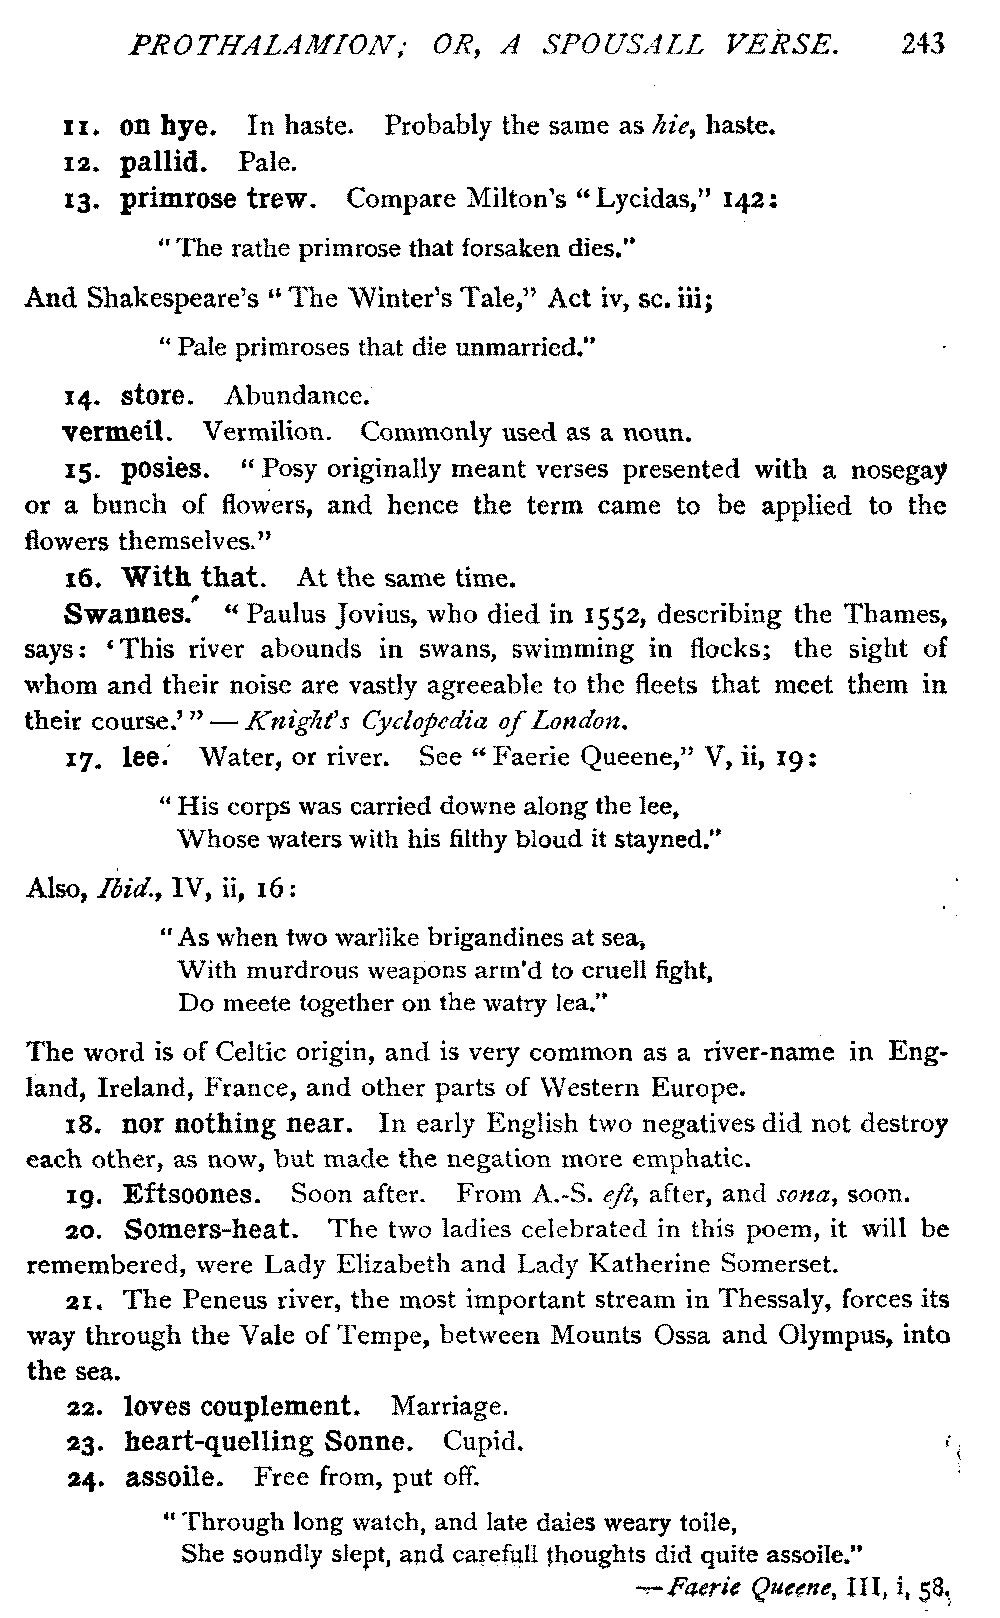 PROTHALAMION; OR, A SPOUSALL VERSE. 243
11. on hye. In haste. Probably the same as hie, haste.
12. pallid. Pale.
13. primrose trew. Compare Milton's "Lycidas," 142:
"The rathe primrose that forsaken dies."
And Shakespeare's "The Winter's Tale," Act iv, sc. iii;
"Pale primroses that die unmarried."
14. store. Abundance.
vermeil. Vermilion. Commonly used as a noun.
15. posies. "Posy originally meant verses presented with a nosegay
or a bunch of flowers, and hence the term came to be applied to the
flowers themselves."
16. With that. At the same time.
Swannes. "Paulus Jovius, who died in 1552, describing the Thames,
says: 'This river abounds in swans, swimming in flocks; the sight of
whom and their noise are vastly agreeable to the fleets that meet them in
their course.'" — Knight's Cyclopedia of London.
17. lee. Water, or river. See "Faerie Queene," V, ii, 19:
"His corps was carried downe along the lee,
Whose waters with his filthy bloud it stayned."
Also, Ibid., IV, ii, 16:
"As when two warlike brigandines at sea,
With murdrous weapons arm'd to cruell fight,
Do meete together on the watry lea."
The word is of Celtic origin, and is very common as a river-name in Eng-
land, Ireland, France, and other parts of Western Europe.
18. nor nothing near. In early English two negatives did not destroy
each other, as now, but made the negation more emphatic.
19. Eftsoones. Soon after. From A.-S. eft, after, and sona, soon.
20. Somers-heat. The two ladies celebrated in this poem, it will be
remembered, were Lady Elizabeth and Lady Katherine Somerset.
21. The Peneus river, the most important stream in Thessaly, forces its
way through the Vale of Tempe, between Mounts Ossa and Olympus, into
the sea.
22. loves couplement. Marriage.
23. heart-quelling Sonne. Cupid.
24. assoile. Free from, put off.
"Through long watch, and late daies weary toile,
She soundly slept, and carefull thoughts did quite assoile."
— Faerie Queene, III, i, 58.